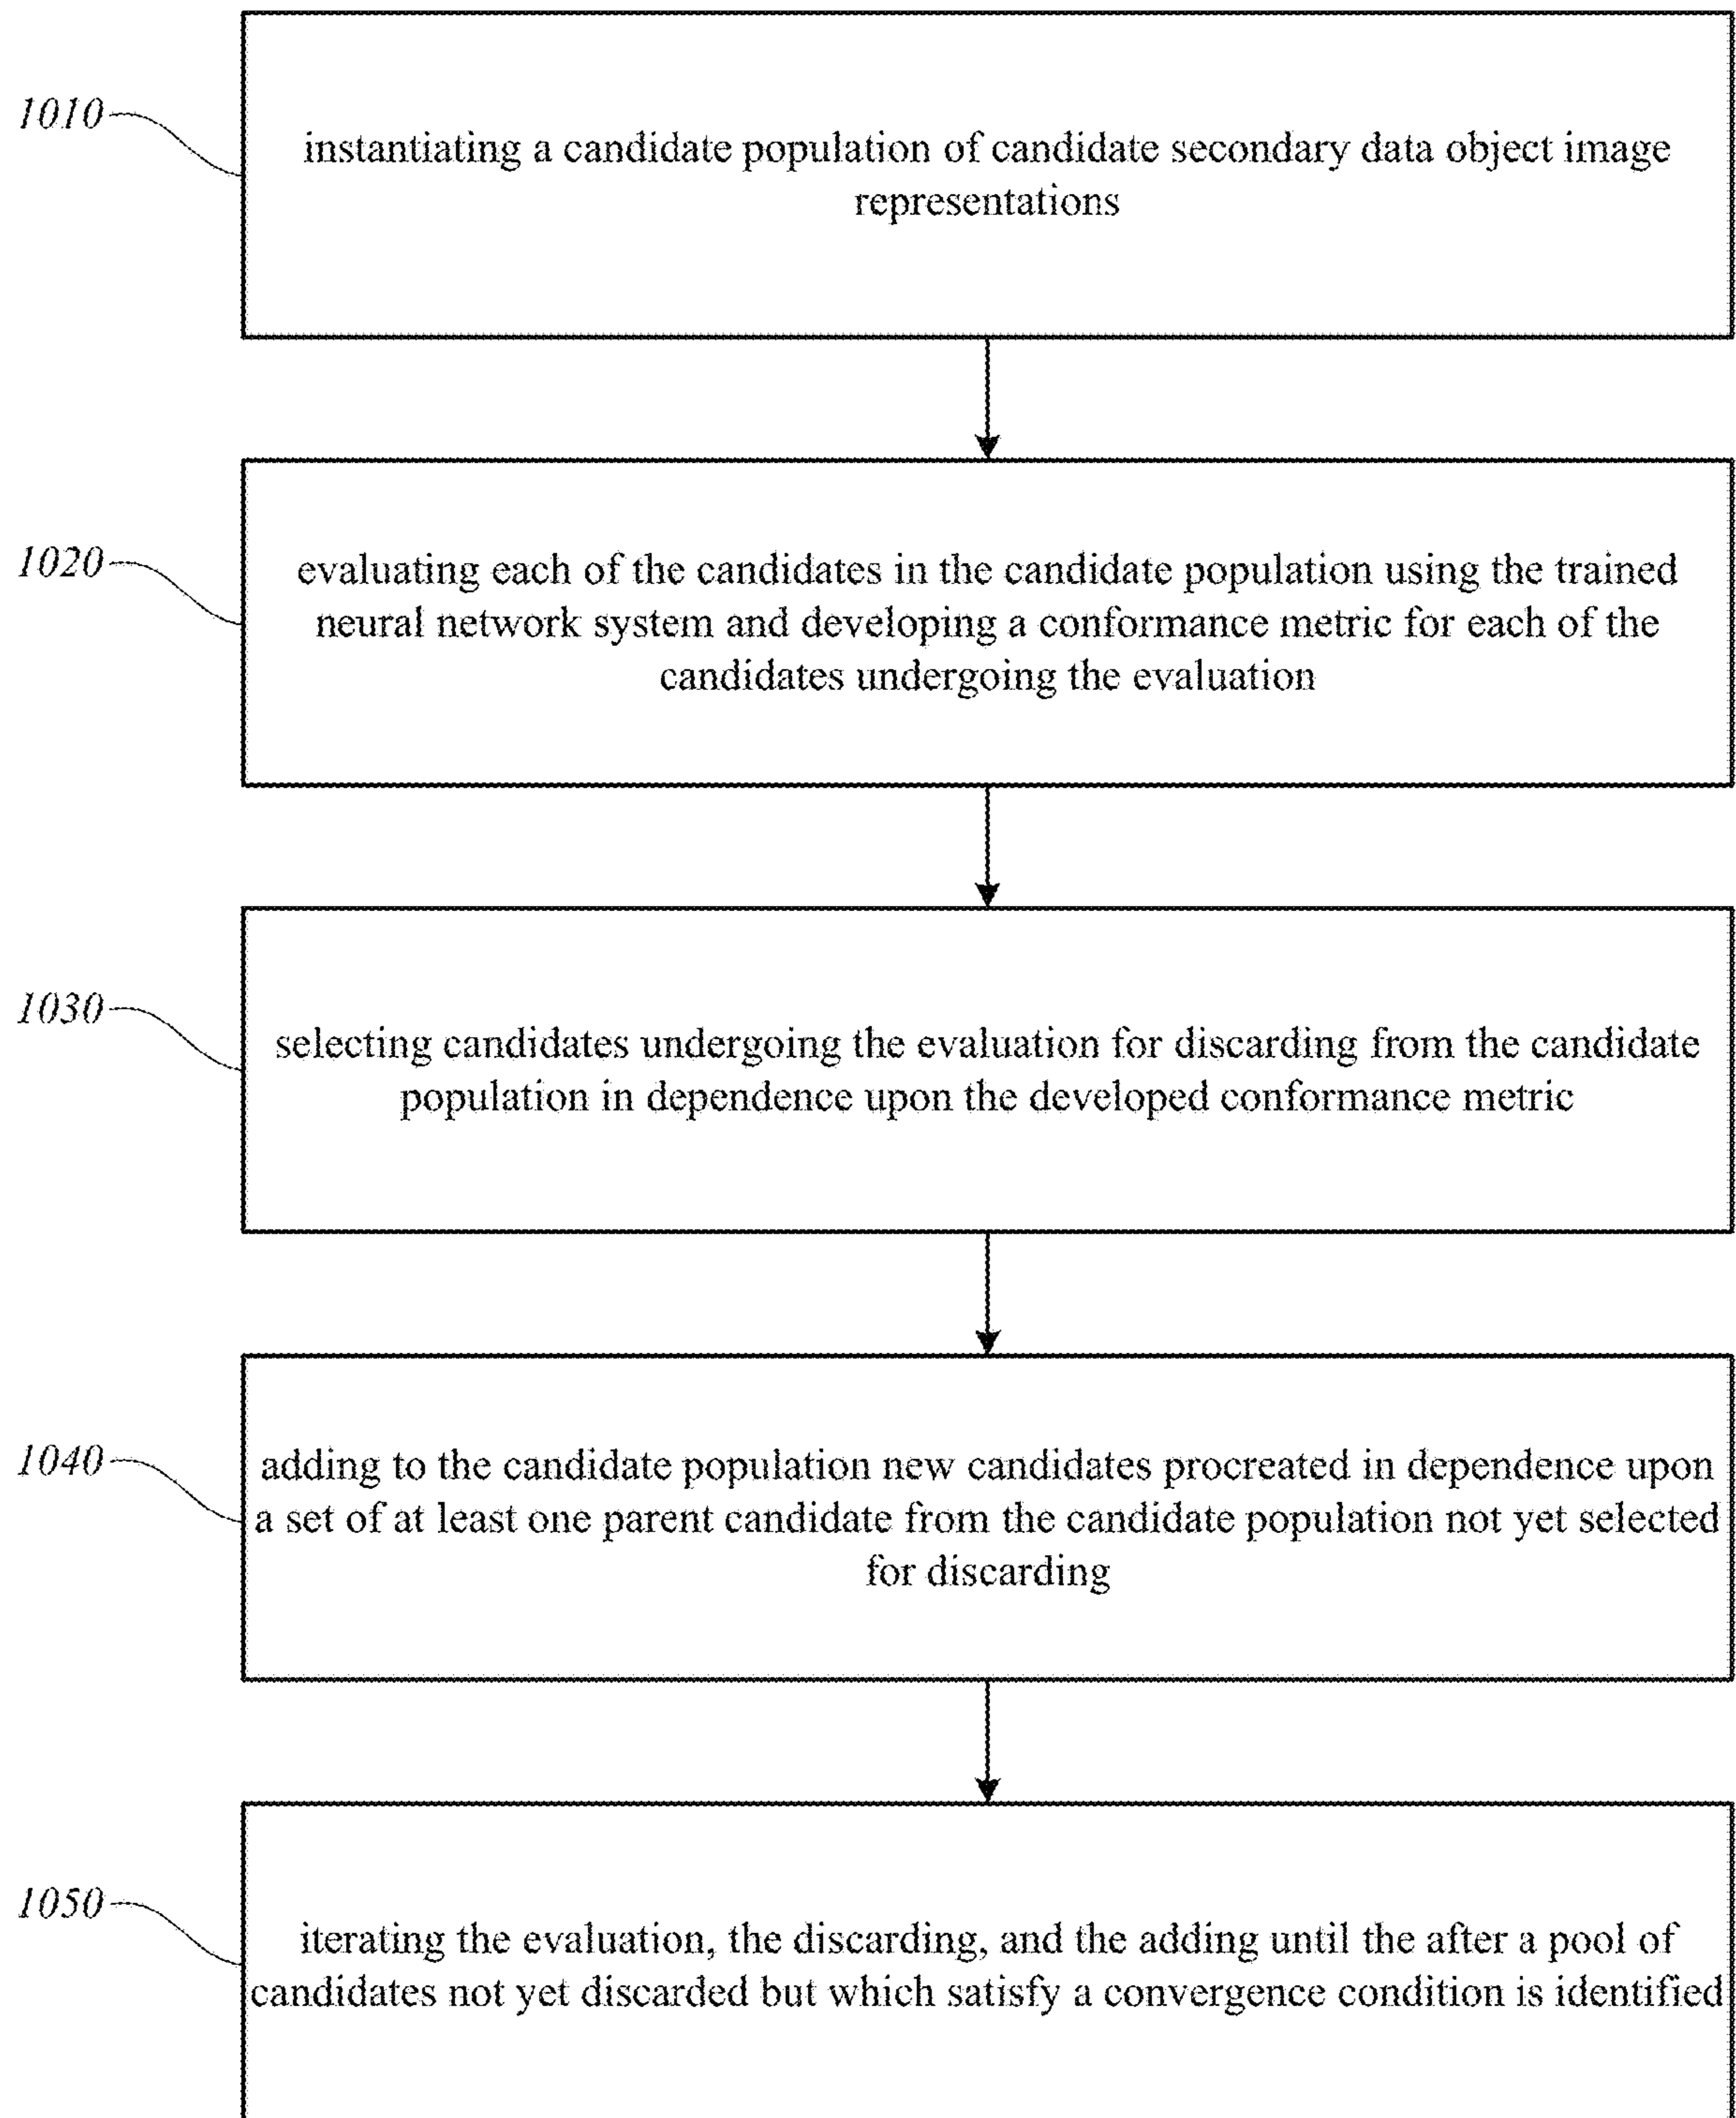 1010
instantiating a candidate population of candidate secondary data object image
representations
1020
evaluating each of the candidates in the candidate population using the trained
neural network system and developing a conformance metric for each of the
candidates undergoing the evaluation
1030
selecting candidates undergoing the evaluation for discarding from the candidate
population in dependence upon the developed conformance metric
1040
adding to the candidate population new candidates procreated in dependence upon
a set of at least one parent candidate from the candidate population not yet selected
for discarding
1050
iterating the evaluation, the discarding, and the adding until the after a pool of
candidates not yet discarded but which satisfy a convergence condition is identified